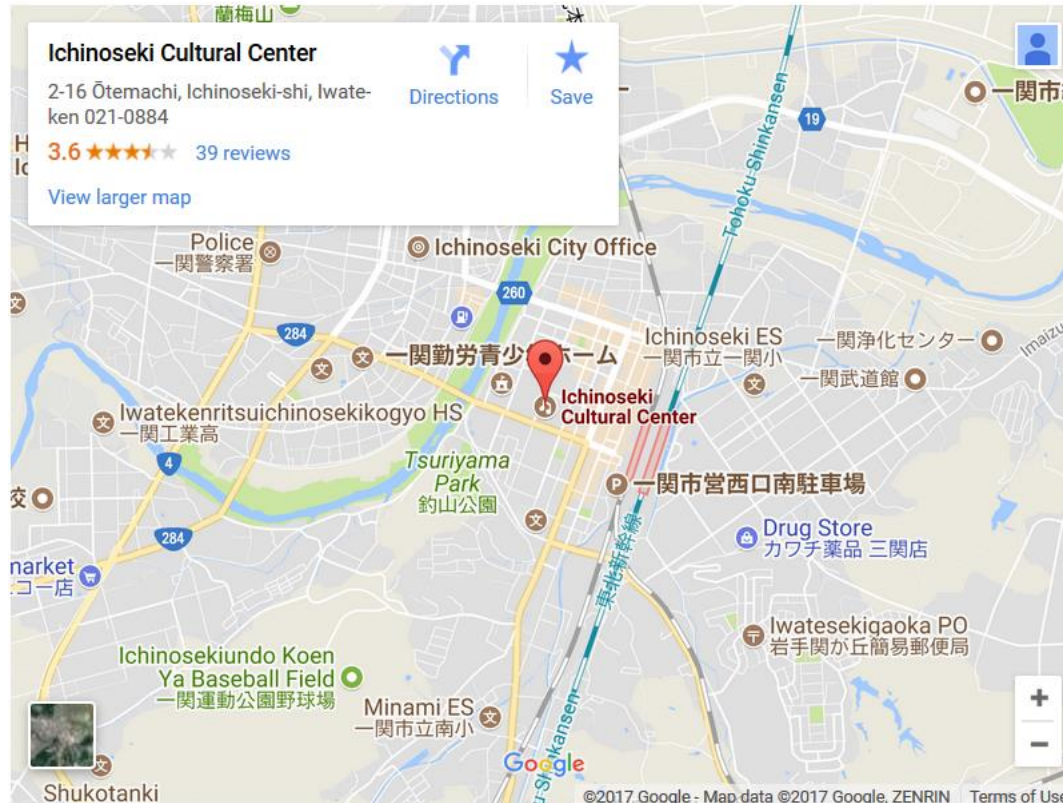 蘭梅山
Ichinoseki Cultural Center
2-16 Ōtemachi, Ichinoseki-shi, Iwate-
ken 021-0884
3.6
39 reviews
View larger map
Directions
Save
一関市
19
Tohoku Shinkansen
Police
一関警察署
Ichinoseki City Office
260
284
一関勤労青少年ホーム
Ichinoseki ES
一関市立一関小
一関浄化センター
一関武道館
Ichinoseki
Cultural Center
Iwatekenritsuichinosekikogyo HS
一関工業高
4
Tsuriyama
Park
釣山公園
校
一関市営西口南駐車場
284
Drug Store
カワチ薬品 三関店
東北新幹線
market
コー店
Iwatesekigaoka PO
岩手関が丘簡易郵便局
Ichinosekiundo Koen
Ya Baseball Field
一関運動公園野球場
Minami ES
一関市立南小
Tohoku Shinkansen
Shukotanki
Google
©2017 Google - Map data ©2017 Google, ZENRIN
Terms of Use